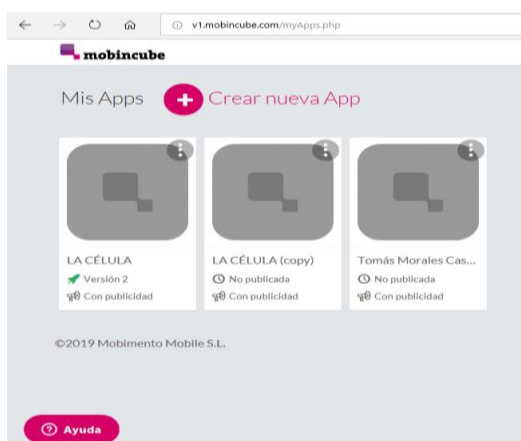 v1.mobincube.com/myApps.php
mobincube
Mis Apps + Crear nueva App
LA CÉLULA
Versión 2
Con publicidad
LA CÉLULA (copy)
No publicada
Con publicidad
Tomás Morales Cas...
No publicada
Con publicidad
©2019 Mobimento Mobile S.L.
? Ayuda